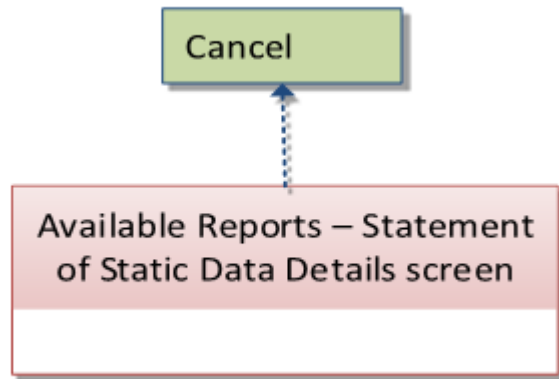 Cancel
Available Reports – Statement
of Static Data Details screen